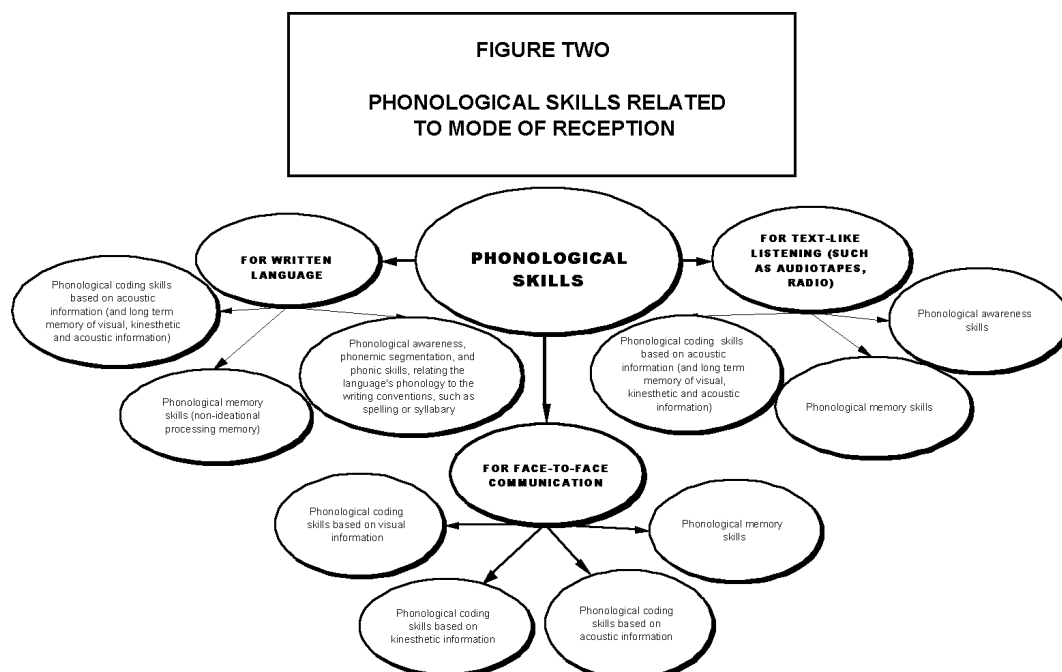 FIGURE TWO
PHONOLOGICAL SKILLS RELATED
TO MODE OF RECEPTION
PHONOLOGICAL
SKILLS
FOR WRITTEN
LANGUAGE
Phonological coding skills
based on acoustic
information (and long term
memory of visual, kinesthetic
and acoustic information)
Phonological memory
skills (non-ideational
processing memory)
Phonological awareness,
phonemic segmentation, and
phonic skills, relating the
language's phonology to the
writing conventions, such as
spelling or syllabary
FOR TEXT-LIKE
LISTENING (SUCH
AS AUDIOTAPES,
RADIO)
Phonological coding skills
based on acoustic
information (and long term
memory of visual,
kinesthetic and acoustic
information)
Phonological memory skills
Phonological awareness
skills
FOR FACE-TO-FACE
COMMUNICATION
Phonological coding
skills based on visual
information
Phonological coding
skills based on
kinesthetic information
Phonological coding
skills based on
acoustic information
Phonological memory
skills